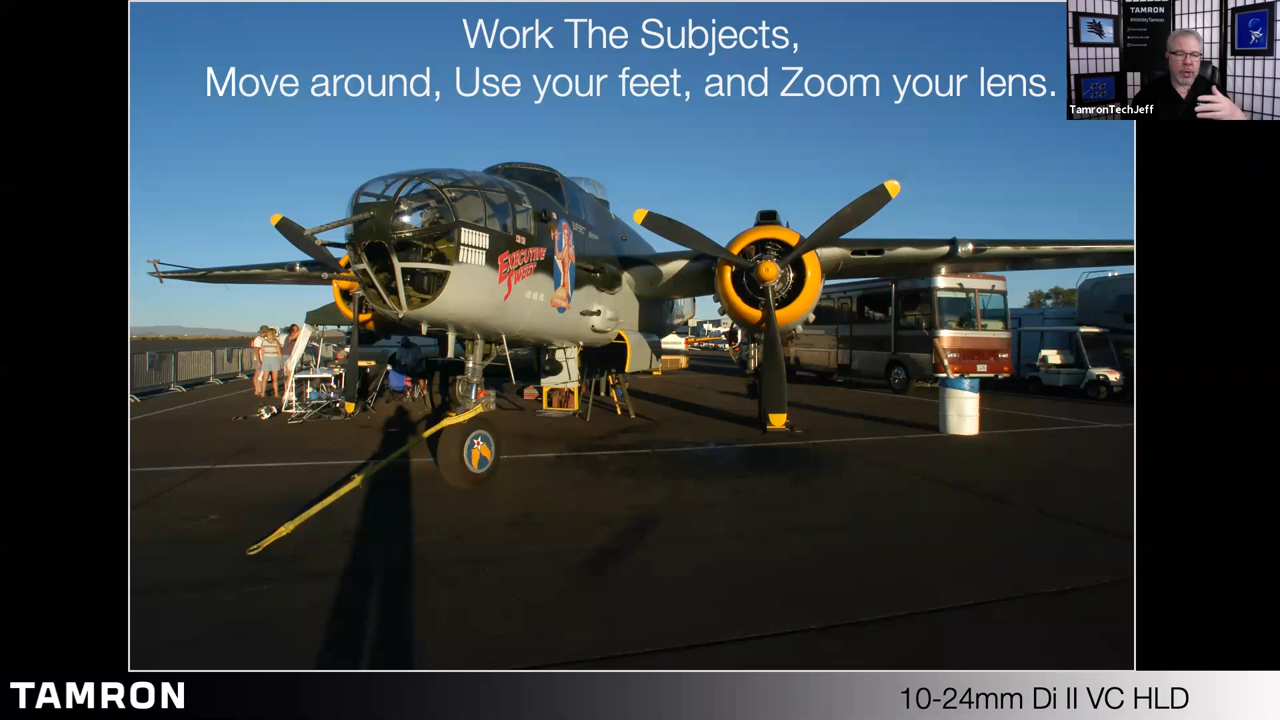 Work The Subjects,
Move around, Use your feet, and Zoom your lens.
TAMRON
#WithMyTamron
TamronTechJeff
EXECUTIVE
SWEET
TAMRON
10-24mm Di II VC HLD